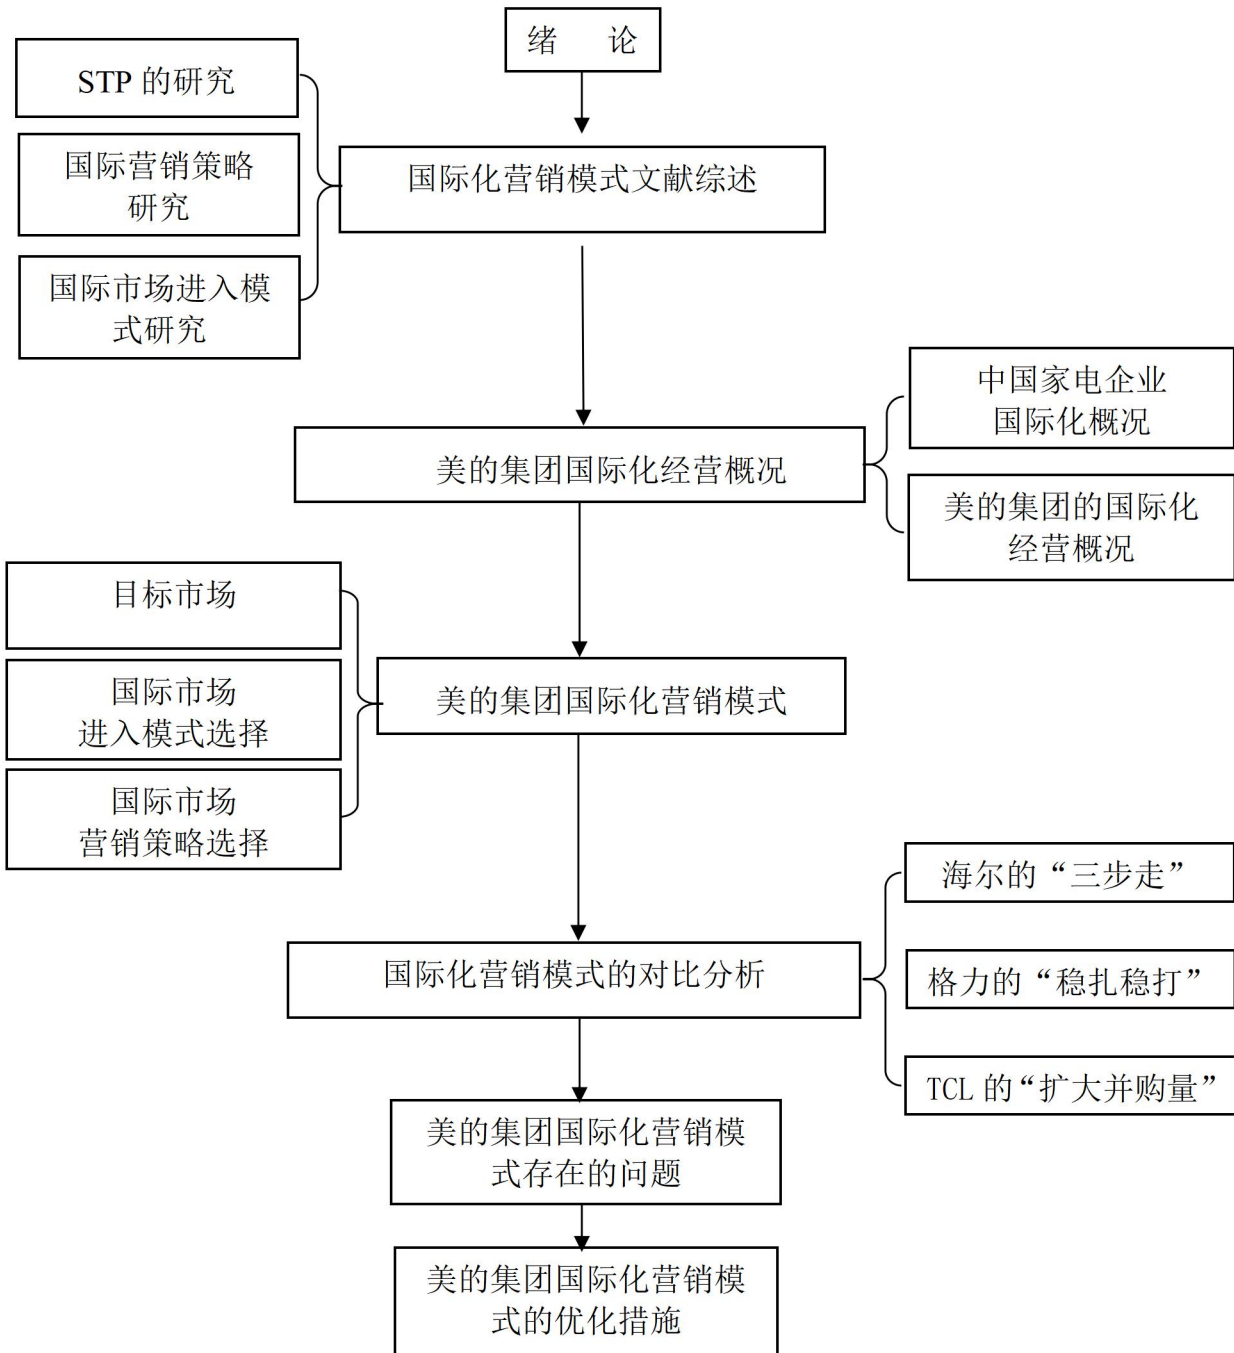 绪 论
STP 的研究
国际营销策略
研究
国际市场进入模
式研究
国际化营销模式文献综述
中国家电企业
国际化概况
美的集团国际化经营概况
美的集团的国际化
经营概况
目标市场
国际市场
进入模式选择
国际市场
营销策略选择
美的集团国际化营销模式
海尔的“三步走”
国际化营销模式的对比分析
格力的“稳扎稳打”
TCL 的“扩大并购量”
美的集团国际化营销模
式存在的问题
美的集团国际化营销模
式的优化措施